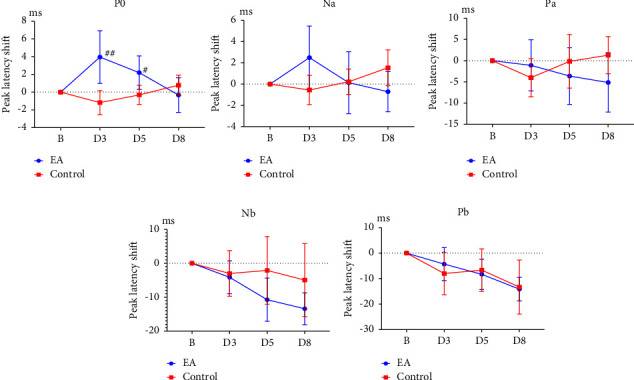 P0
ms
Peak latency shift
8
6
4
2
0
-2
-4
##
#
B D3 D5 D8
EA
Control
Na
ms
Peak latency shift
6
4
2
0
-2
-4
B D3 D5 D8
EA
Control
Pa
ms
Peak latency shift
10
5
0
-5
-10
-15
B D3 D5 D8
EA
Control
Nb
ms
Peak latency shift
10
0
-10
-20
B D3 D5 D8
EA
Control
Pb
ms
Peak latency shift
10
0
-10
-20
-30
B D3 D5 D8
EA
Control